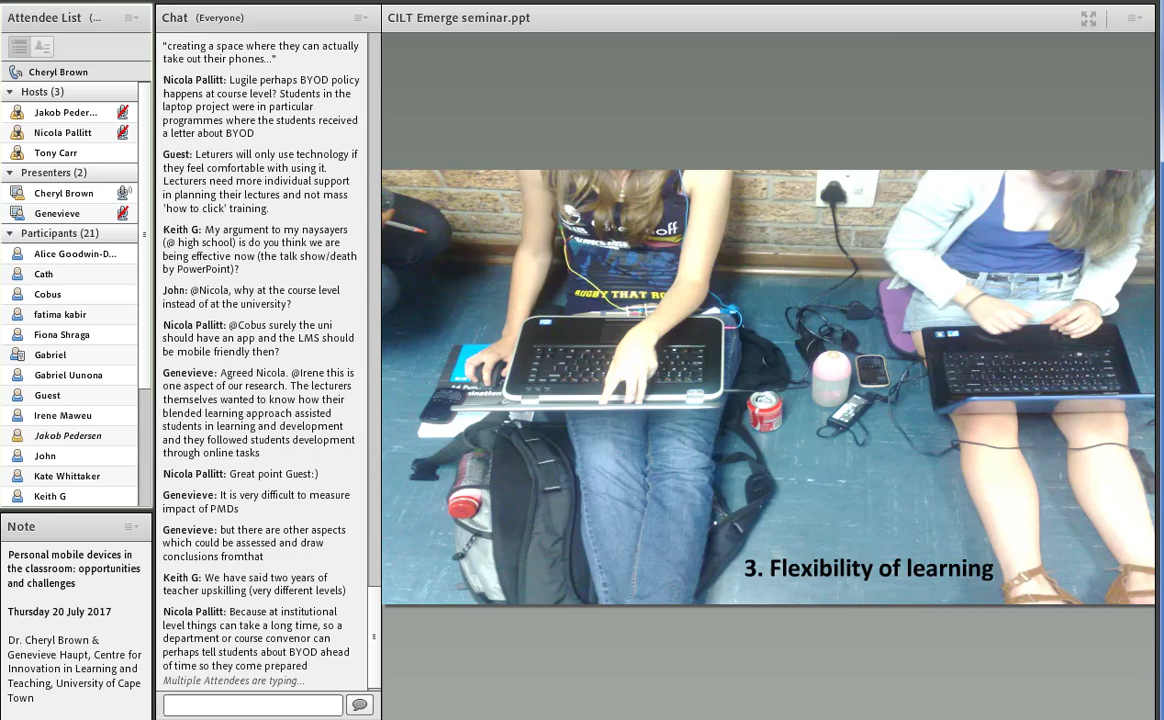 Attendee List (...
Cheryl Brown
Hosts (3)
Jakob Peder...
Nicola Pallitt
Tony Carr
Presenters (2)
Cheryl Brown
Genevieve
Participants (21)
Alice Goodwin-D...
Cath
Cobus
fatima kabir
Fiona Shraga
Gabriel
Gabriel Uunona
Guest
Irene Maweu
Jakob Pedersen
John
Kate Whittaker
Keith G
Note
Personal mobile devices in
the classroom: opportunities
and challenges
Thursday 20 July 2017
Dr. Cheryl Brown &
Genevieve Haupt, Centre for
Innovation in Learning and
Teaching, University of Cape
Town
Chat (Everyone)
"creating a space where they can actually
take out their phones..."
Nicola Pallitt: Lugile perhaps BYOD policy
happens at course level? Students in the
laptop project were in particular
programmes where the students received
a letter about BYOD
Guest: Leturers will only use technology if
they feel comfortable with using it.
Lecturers need more individual support
in planning their lectures and not mass
'how to click' training.
Keith G: My argument to my naysayers
(@ high school) is do you think we are
being effective now (the talk show/death
by PowerPoint)?
John: @Nicola, why at the course level
instead of at the university?
Nicola Pallitt: @Cobus surely the uni
should have an app and the LMS should
be mobile friendly then?
Genevieve: Agreed Nicola. @Irene this is
one aspect of our research. The lecturers
themselves wanted to know how their
blended learning approach assisted
students in learning and development
and they followed students development
through online tasks
Nicola Pallitt: Great point Guest:)
Genevieve: It is very difficult to measure
impact of PMDs
Genevieve: but there are other aspects
which could be assessed and draw
conclusions fromthat
Keith G: We have said two years of
teacher upskilling (very different levels)
Nicola Pallitt: Because at institutional
level things can take a long time, so a
department or course convenor can
perhaps tell students about BYOD ahead
of time so they come prepared
Multiple Attendees are typing...
CILT Emerge seminar.ppt
RUGBY THAT RO
3. Flexibility of learning